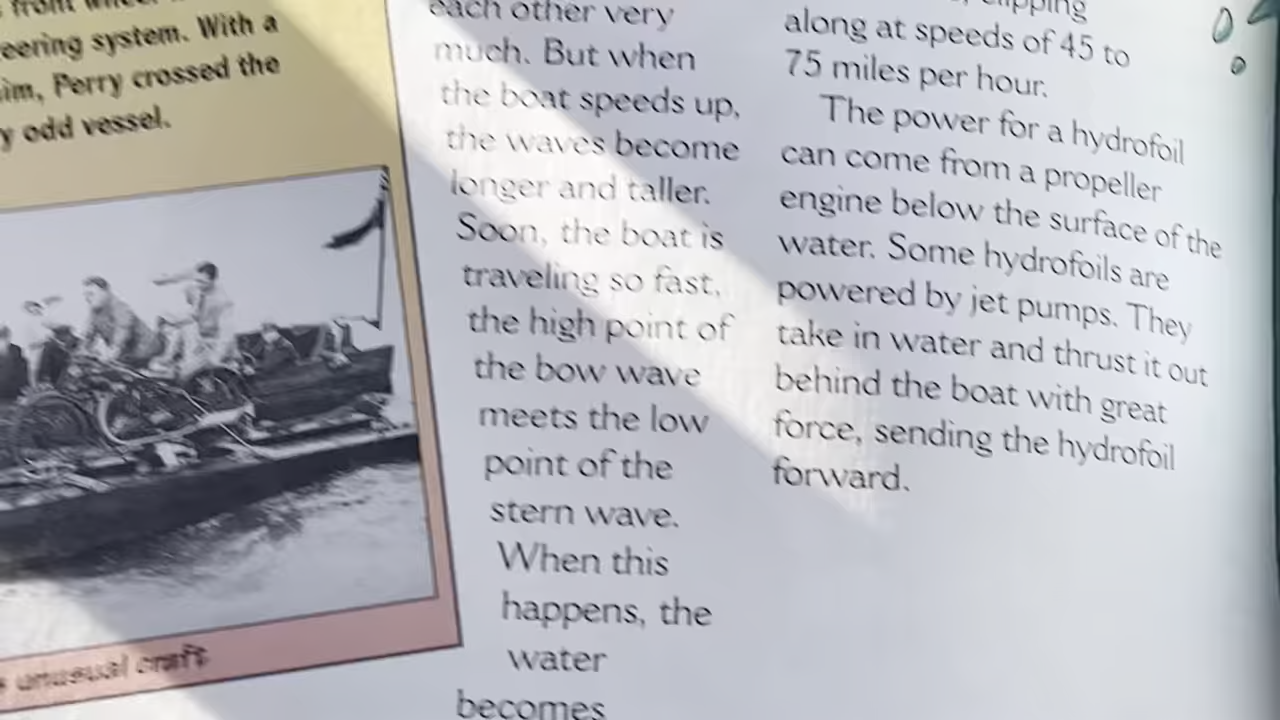 front wheel
eering system. With a
im, Perry crossed the
y odd vessel.
unusual craft
each other very
much. But when
the boat speeds up,
the waves become
longer and taller.
Soon, the boat is
traveling so fast,
the high point of
the bow wave
meets the low
point of the
stern wave.
When this
happens, the
water
becomes
clipping
along at speeds of 45 to
75 miles per hour.
The power for a hydrofoil
can come from a propeller
engine below the surface of the
water. Some hydrofoils are
powered by jet pumps. They
take in water and thrust it out
behind the boat with great
force, sending the hydrofoil
forward.